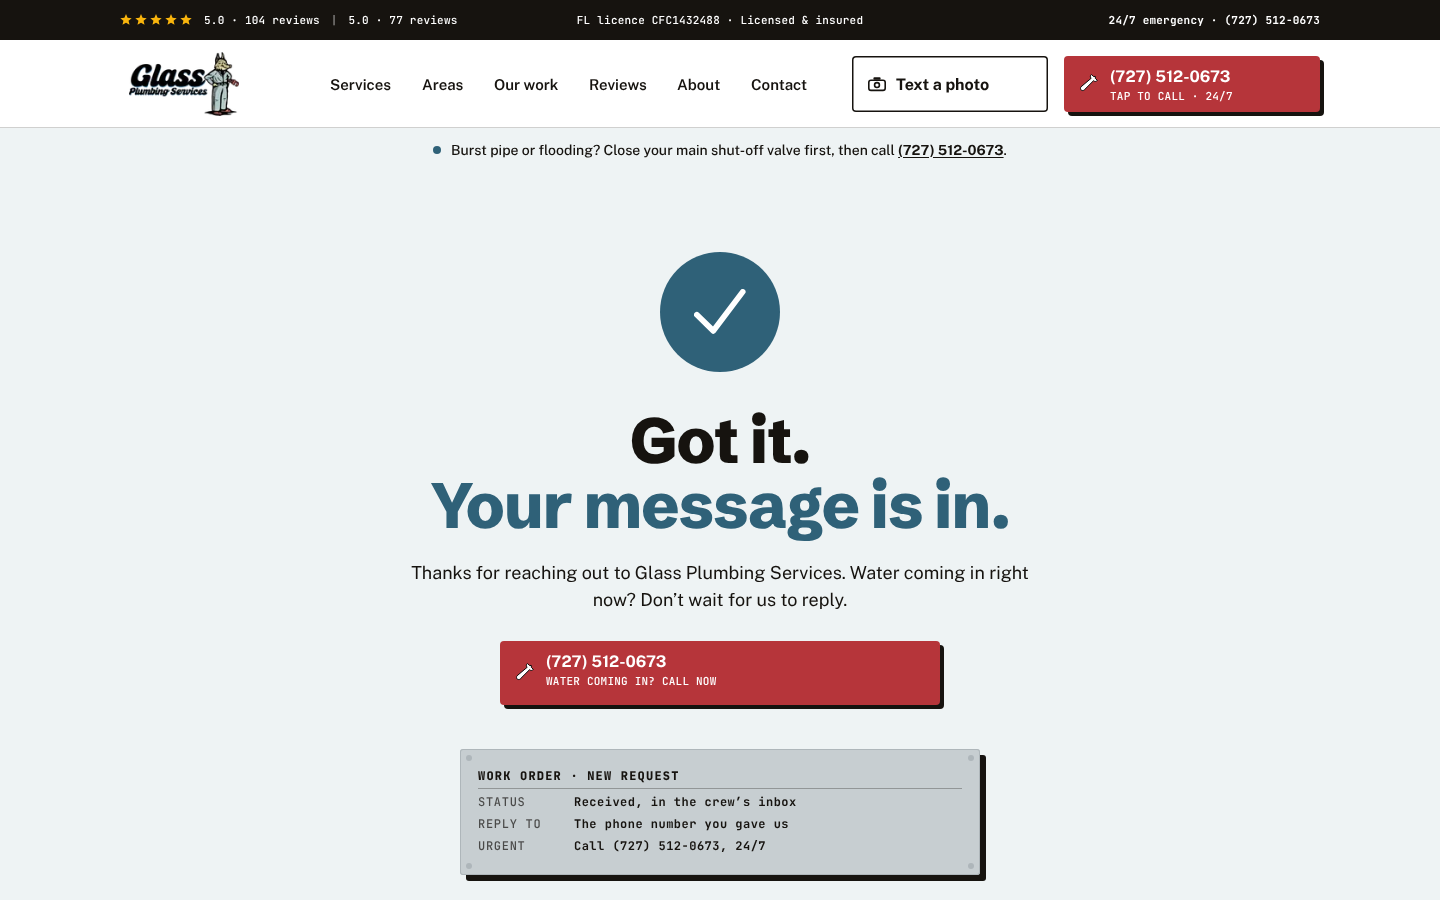 5.0 · 104 reviews | 5.0 · 77 reviews
FL licence CFC1432488 · Licensed & insured
24/7 emergency · (727) 512-0673
Glass
Plumbing Services
Services
Areas
Our work
Reviews
About
Contact
Text a photo
(727) 512-0673
TAP TO CALL · 24/7
Burst pipe or flooding? Close your main shut-off valve first, then call (727) 512-0673.
Got it.
Your message is in.
Thanks for reaching out to Glass Plumbing Services. Water coming in right
now? Don’t wait for us to reply.
(727) 512-0673
WATER COMING IN? CALL NOW
WORK ORDER · NEW REQUEST
STATUS Received, in the crew’s inbox
REPLY TO The phone number you gave us
URGENT Call (727) 512-0673, 24/7